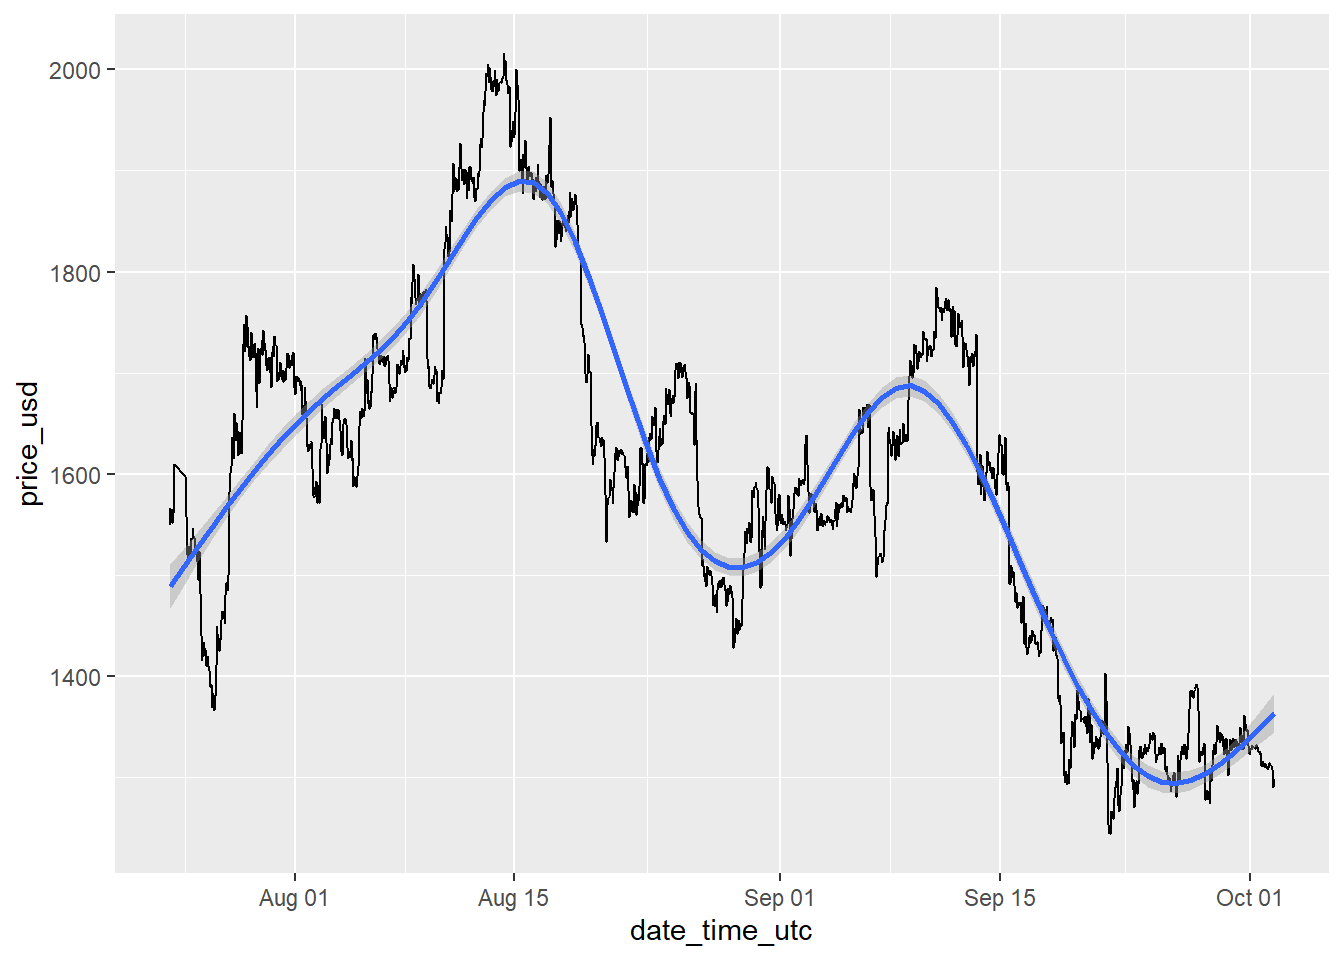 2000
1800
1600
1400
price_usd
Aug 01
Aug 15
Sep 01
Sep 15
Oct 01
date_time_utc